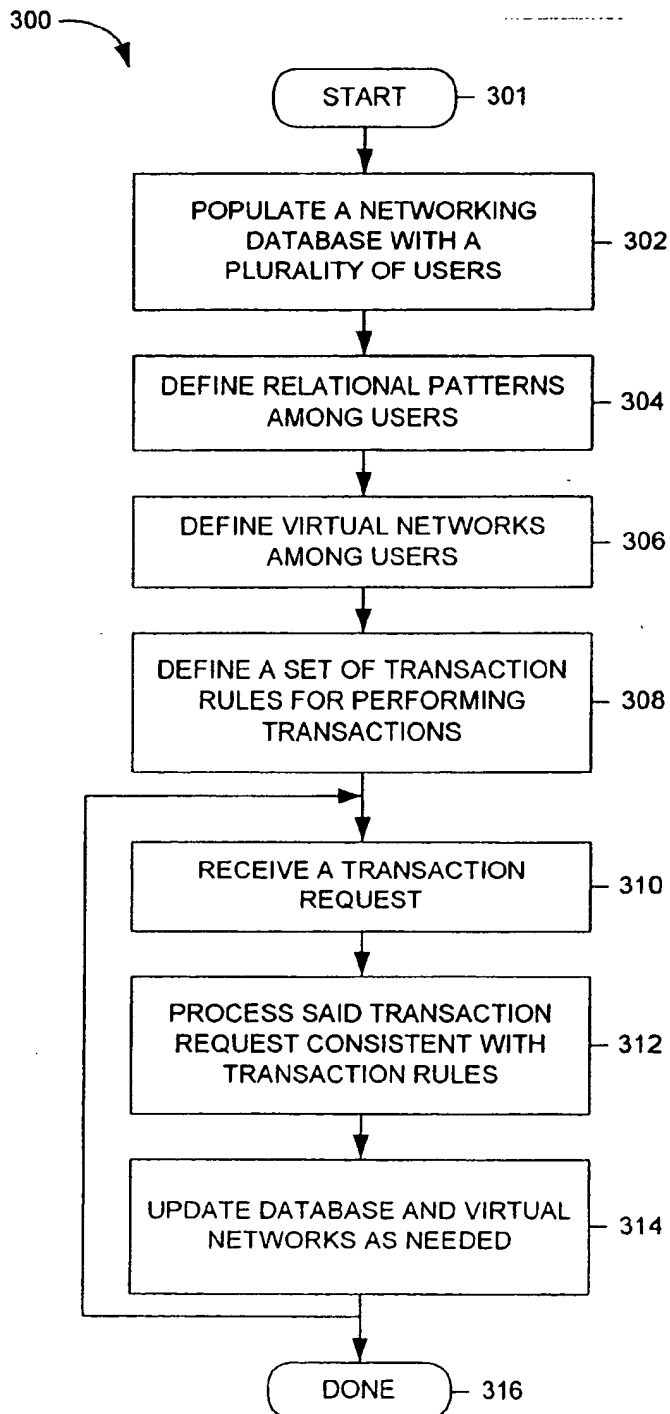 300
START
301
POPULATE A NETWORKING
DATABASE WITH A
PLURALITY OF USERS
302
DEFINE RELATIONAL PATTERNS
AMONG USERS
304
DEFINE VIRTUAL NETWORKS
AMONG USERS
306
DEFINE A SET OF TRANSACTION
RULES FOR PERFORMING
TRANSACTIONS
308
RECEIVE A TRANSACTION
REQUEST
310
PROCESS SAID TRANSACTION
REQUEST CONSISTENT WITH
TRANSACTION RULES
312
UPDATE DATABASE AND VIRTUAL
NETWORKS AS NEEDED
314
DONE
316